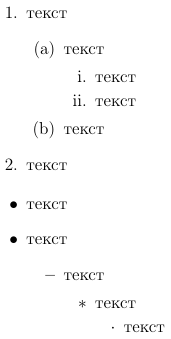 1. текст
(a) текст
i. текст
ii. текст
(b) текст
2. текст
• текст
• текст
– текст
∗ текст
· текст